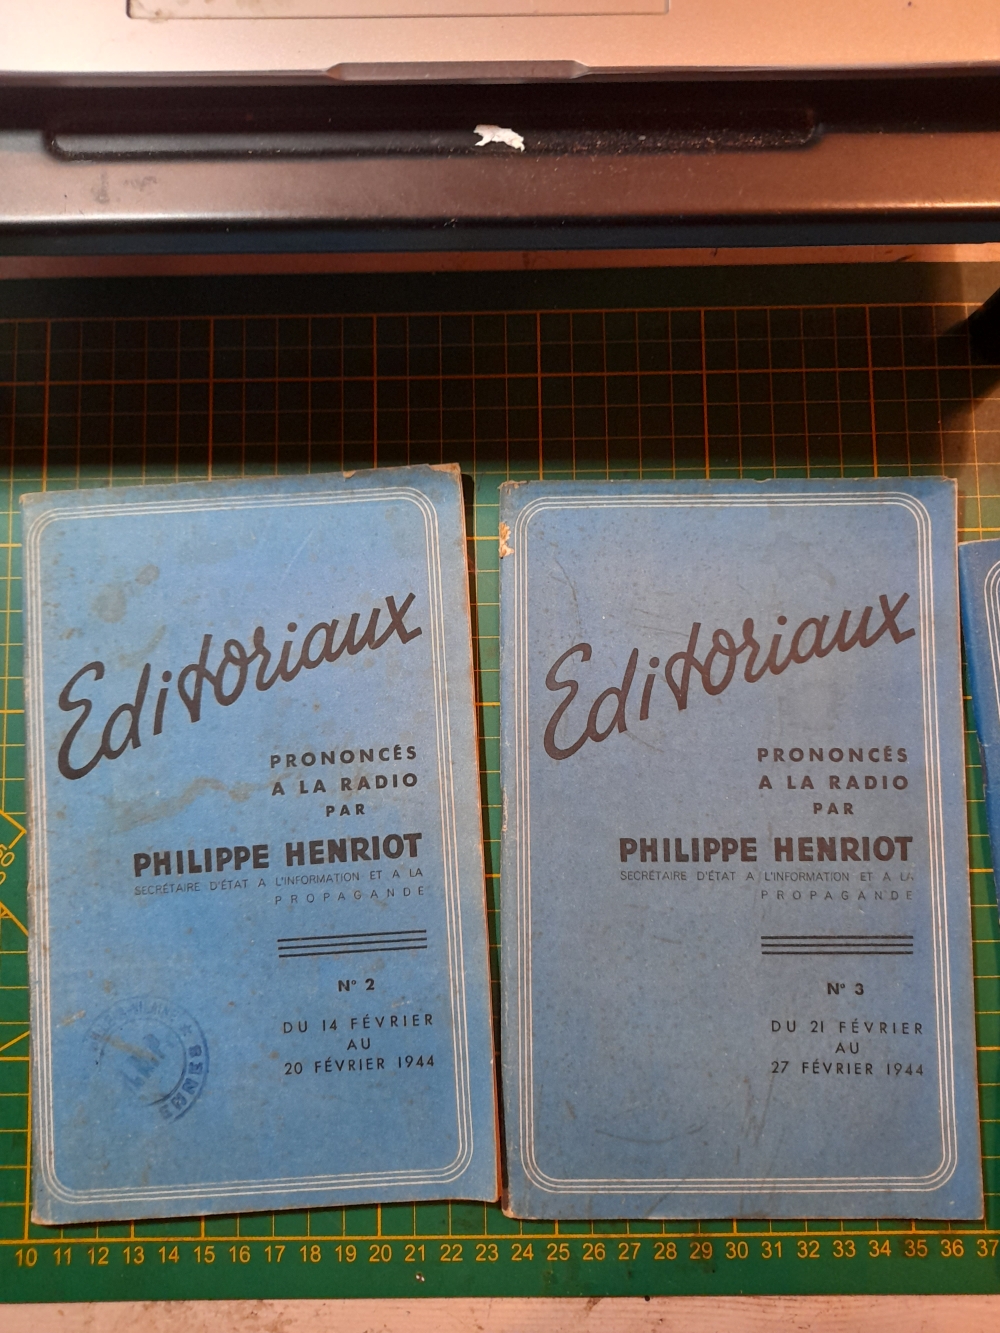 Editoriaux
PRONONCÉS
A LA RADIO
PAR
PHILIPPE HENRIOT
SECRÉTAIRE D'ÉTAT A L'INFORMATION ET A LA
PROPAGANDE
N° 2
DU 14 FÉVRIER
AU
20 FÉVRIER 1944
RENNES
Editoriaux
PRONONCÉS
A LA RADIO
PAR
PHILIPPE HENRIOT
SECRÉTAIRE D'ÉTAT A L'INFORMATION ET A LA
PROPAGANDE
N° 3
DU 21 FÉVRIER
AU
27 FÉVRIER 1944
60
10 11 12 13 14 15 16 17 18 19 20 21 22 23 24 25 26 27 28 29 30 31 32 33 34 35 36 37